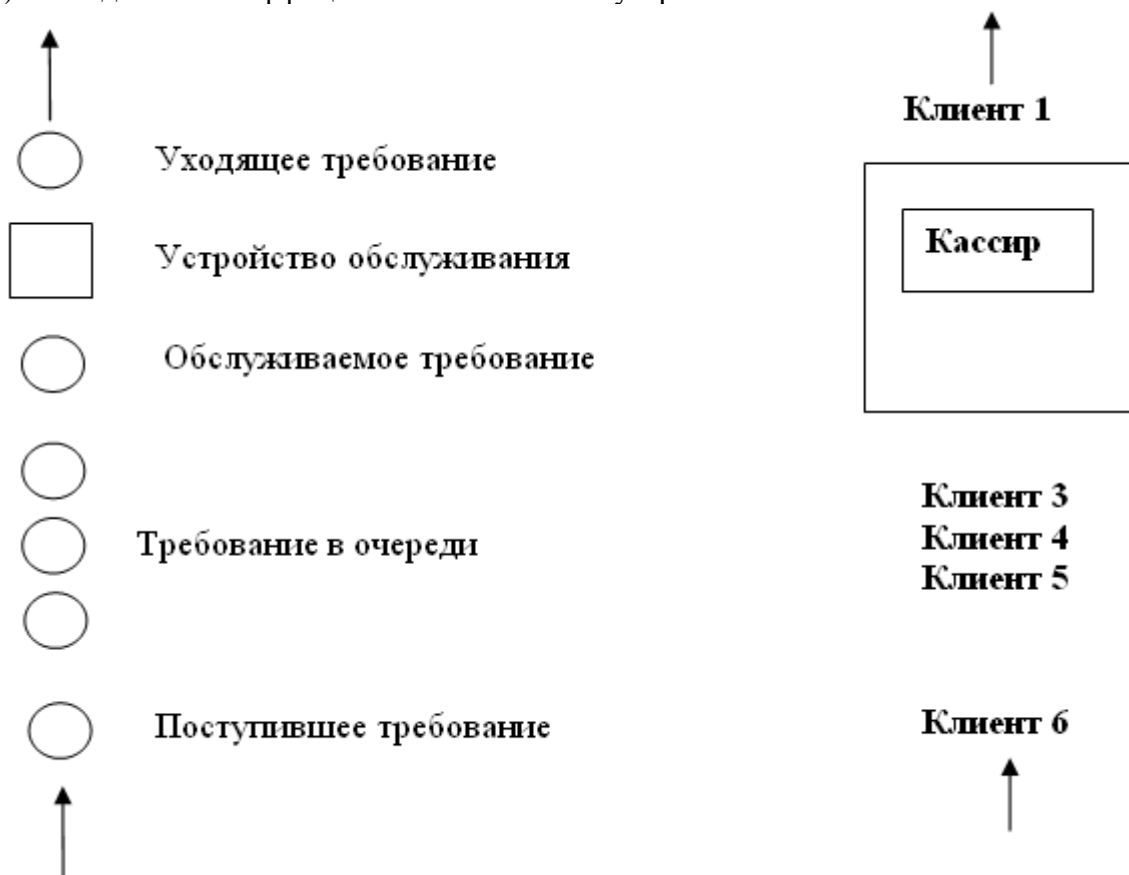 Клиент 1
Уходящее требование
Кассир
Устройство обслуживания
Обслуживаемое требование
Клиент 3
Требование в очереди
Клиент 4
Клиент 5
Поступившее требование
Клиент 6